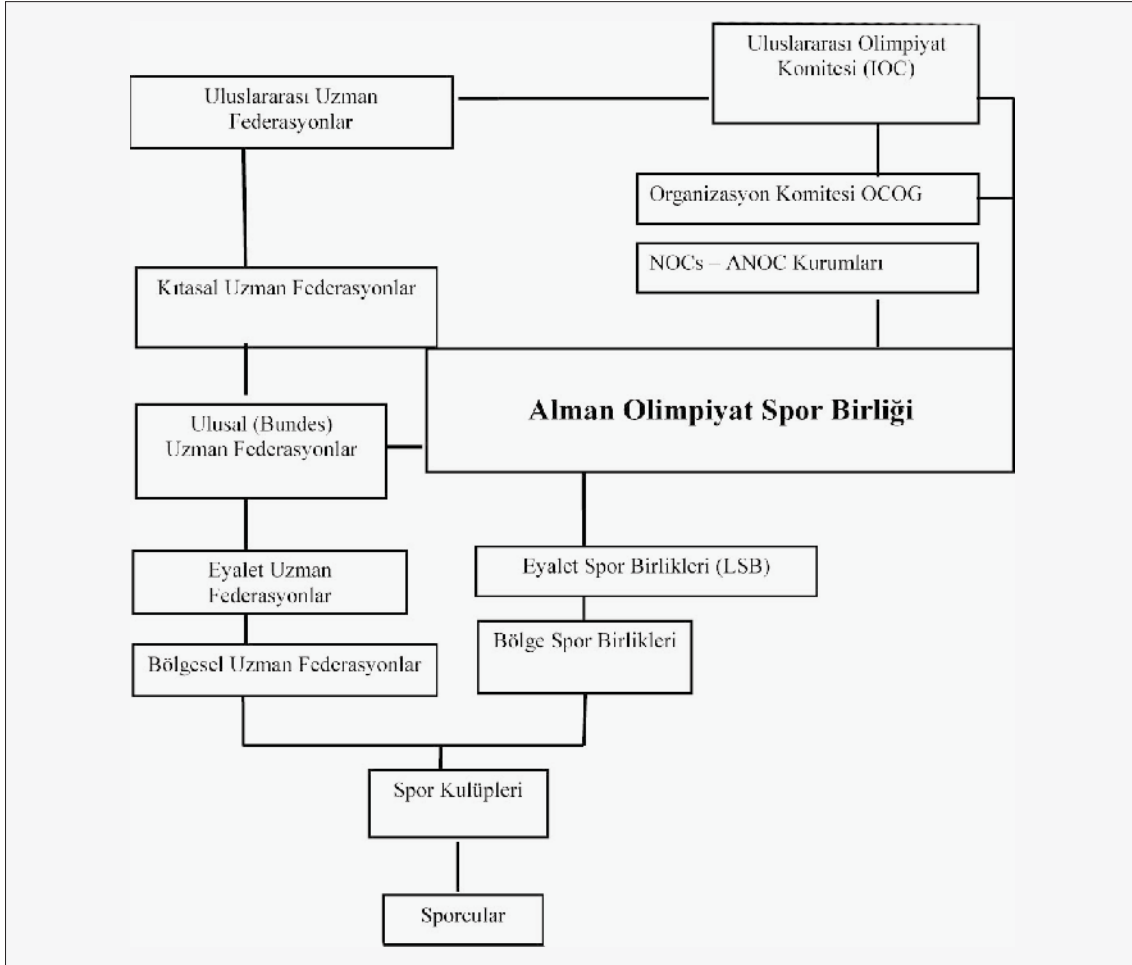 Uluslararası Olimpiyat
Komitesi (IOC)
Uluslararası Uzman
Federasyonlar
Organizasyon Komitesi OCOG
NOCs – ANOC Kurumları
Kıtasal Uzman Federasyonlar
Alman Olimpiyat Spor Birliği
Ulusal (Bundes)
Uzman Federasyonlar
Eyalet Uzman
Federasyonlar
Eyalet Spor Birlikleri (LSB)
Bölgesel Uzman Federasyonlar
Bölge Spor Birlikleri
Spor Kulüpleri
Sporcular